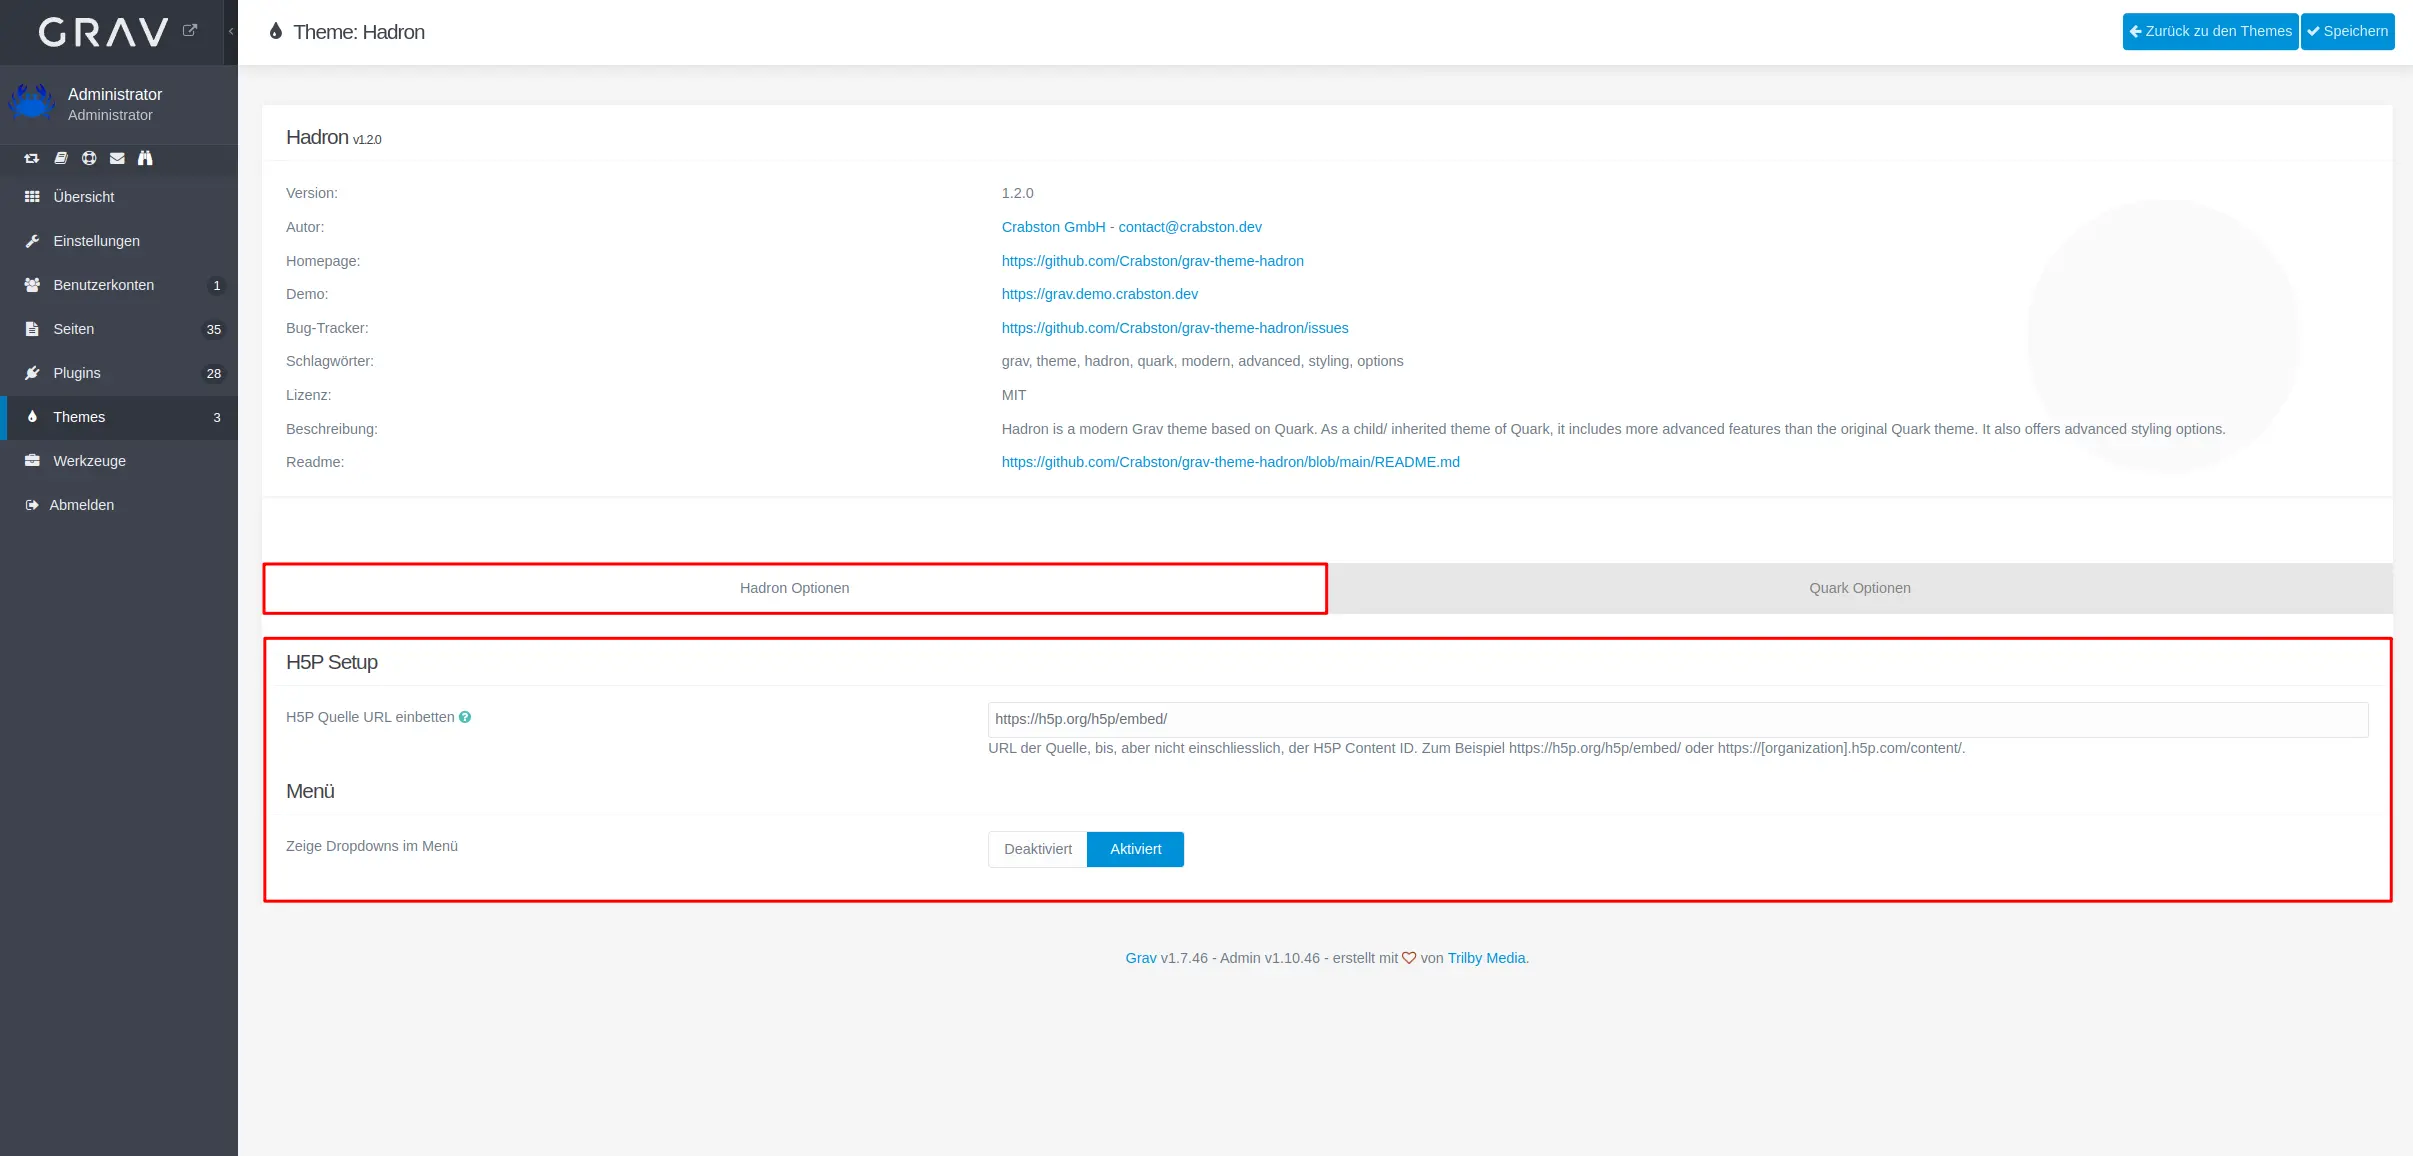 GRAV
Theme: Hadron
Zurück zu den Themes
Speichern
Administrator
Administrator
Übersicht
Einstellungen
Benutzerkonten 1
Seiten 35
Plugins 28
Themes 3
Werkzeuge
Abmelden
Hadron v1.2.0
Version: 1.2.0
Autor: Crabston GmbH - contact@crabston.dev
Homepage: https://github.com/Crabston/grav-theme-hadron
Demo: https://grav.demo.crabston.dev
Bug-Tracker: https://github.com/Crabston/grav-theme-hadron/issues
Schlagwörter: grav, theme, hadron, quark, modern, advanced, styling, options
Lizenz: MIT
Beschreibung: Hadron is a modern Grav theme based on Quark. As a child/ inherited theme of Quark, it includes more advanced features than the original Quark theme. It also offers advanced styling options.
Readme: https://github.com/Crabston/grav-theme-hadron/blob/main/README.md
Hadron Optionen
Quark Optionen
H5P Setup
H5P Quelle URL einbetten
https://h5p.org/h5p/embed/
URL der Quelle, bis, aber nicht einschliesslich, der H5P Content ID. Zum Beispiel https://h5p.org/h5p/embed/ oder https://[organization].h5p.com/content/.
Menü
Zeige Dropdowns im Menü
Deaktiviert Aktiviert
Grav v1.7.46 - Admin v1.10.46 - erstellt mit von Trilby Media.